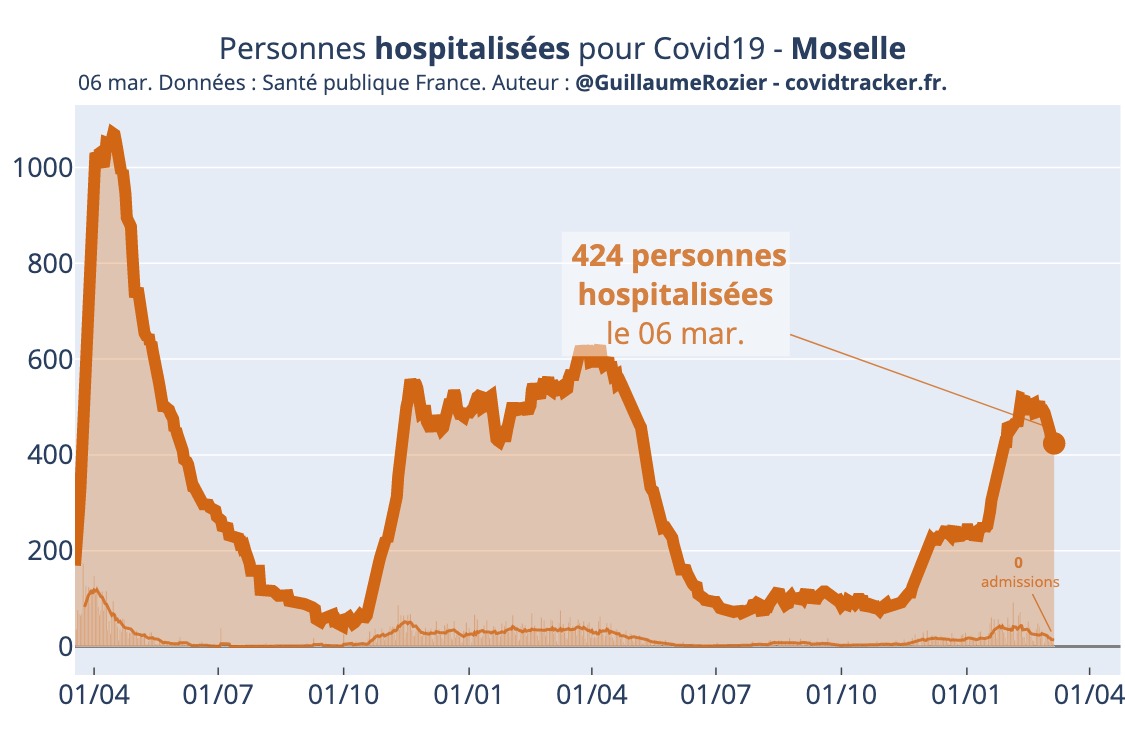 Personnes hospitalisées pour Covid19 - Moselle
06 mar. Données : Santé publique France. Auteur : @GuillaumeRozier - covidtracker.fr.
1000
800
600
400
200
0
424 personnes
hospitalisées
le 06 mar.
0
admissions
01/04 01/07 01/10 01/01 01/04 01/07 01/10 01/01 01/04